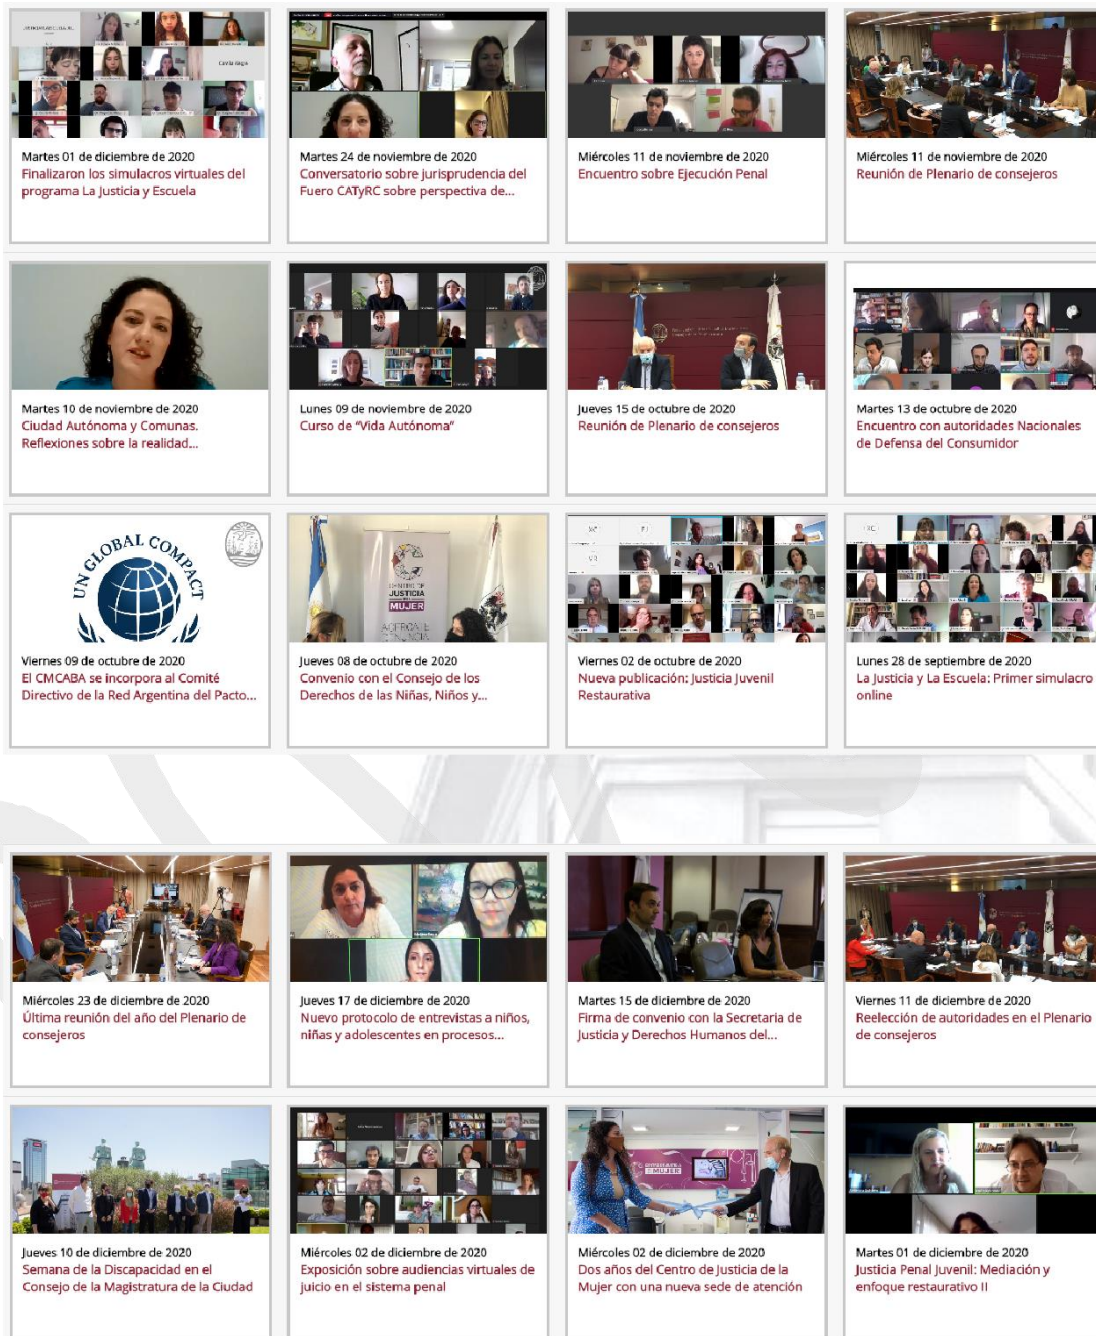 Martes 01 de diciembre de 2020
Finalizaron los simulacros virtuales del
programa La Justicia y Escuela
Martes 24 de noviembre de 2020
Conversatorio sobre jurisprudencia del
Fuero CATyRC sobre perspectiva de...
Miércoles 11 de noviembre de 2020
Encuentro sobre Ejecución Penal
Miércoles 11 de noviembre de 2020
Reunión de Plenario de consejeros
Martes 10 de noviembre de 2020
Ciudad Autónoma y Comunas.
Reflexiones sobre la realidad...
Lunes 09 de noviembre de 2020
Curso de “Vida Autónoma”
Jueves 15 de octubre de 2020
Reunión de Plenario de consejeros
Martes 13 de octubre de 2020
Encuentro con autoridades Nacionales
de Defensa del Consumidor
UN GLOBAL COMPACT
Viernes 09 de octubre de 2020
El CMCABA se incorpora al Comité
Directivo de la Red Argentina del Pacto...
CENTRO DE
JUSTICIA
MUJER
Jueves 08 de octubre de 2020
Convenio con el Consejo de los
Derechos de las Niñas, Niños y...
Viernes 02 de octubre de 2020
Nueva publicación: Justicia Juvenil
Restaurativa
Lunes 28 de septiembre de 2020
La Justicia y La Escuela: Primer simulacro
online
Miércoles 23 de diciembre de 2020
Última reunión del año del Plenario de
consejeros
Jueves 17 de diciembre de 2020
Nuevo protocolo de entrevistas a niños,
niñas y adolescentes en procesos...
Martes 15 de diciembre de 2020
Firma de convenio con la Secretaria de
Justicia y Derechos Humanos del...
Viernes 11 de diciembre de 2020
Reelección de autoridades en el Plenario
de consejeros
Jueves 10 de diciembre de 2020
Semana de la Discapacidad en el
Consejo de la Magistratura de la Ciudad
Miércoles 02 de diciembre de 2020
Exposición sobre audiencias virtuales de
juicio en el sistema penal
Miércoles 02 de diciembre de 2020
Dos años del Centro de Justicia de la
Mujer con una nueva sede de atención
Martes 01 de diciembre de 2020
Justicia Penal Juvenil: Mediación y
enfoque restaurativo II